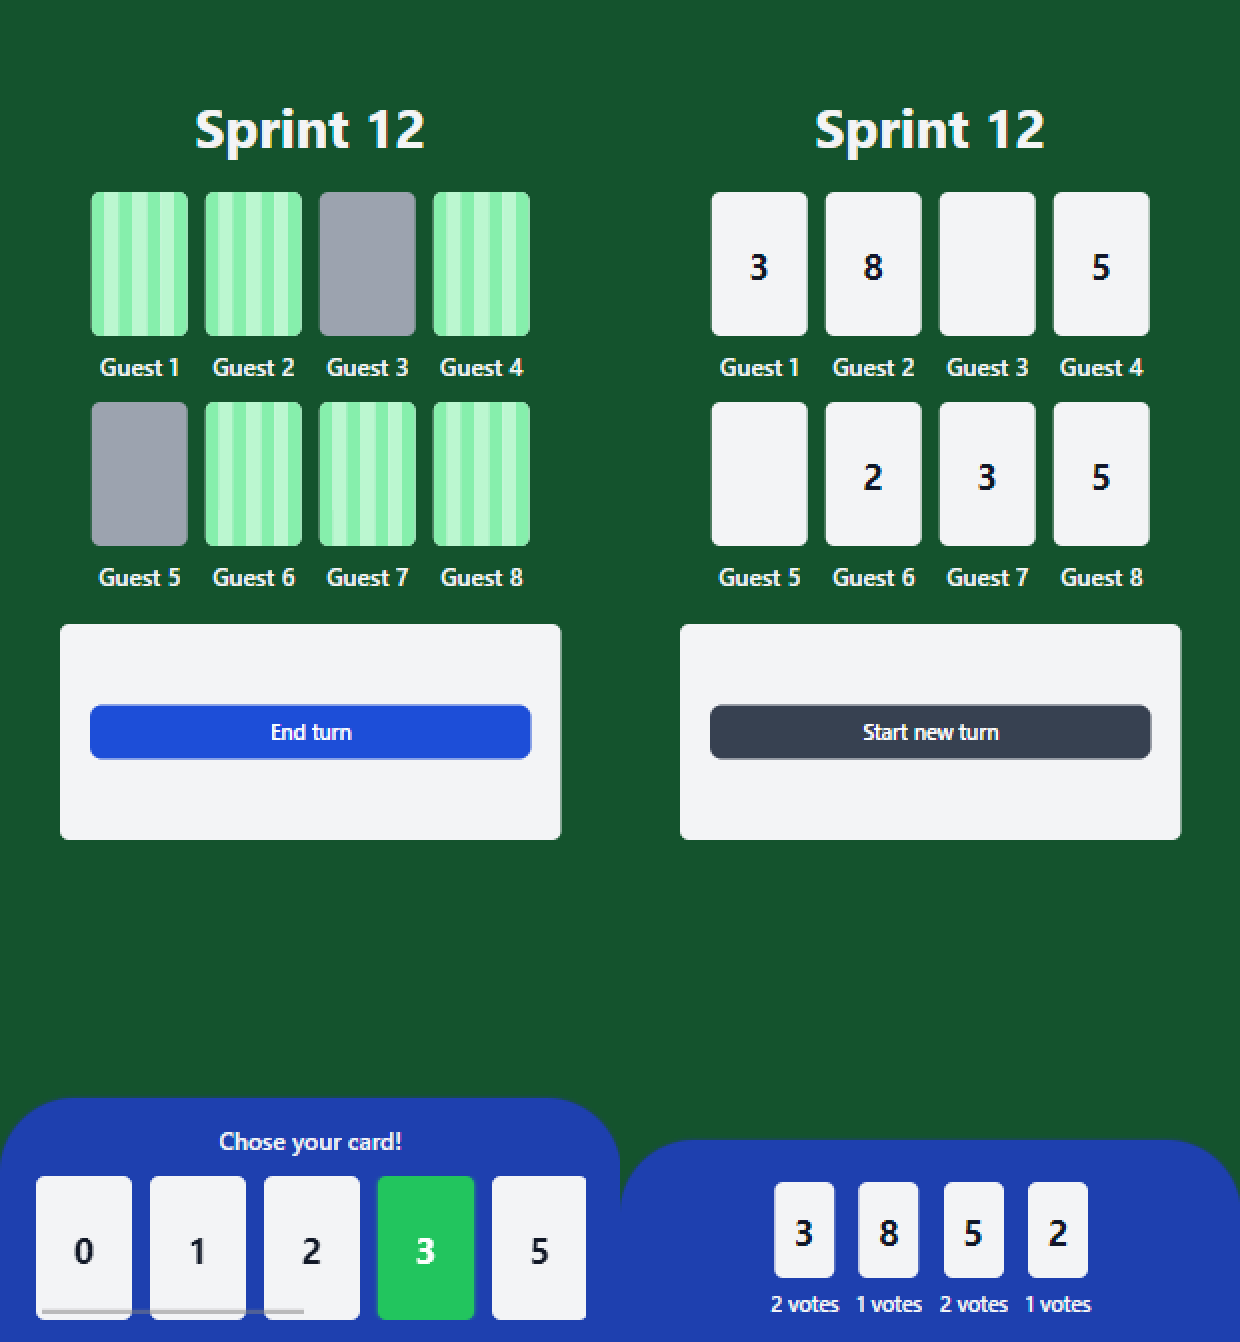 Sprint 12
Guest 1 Guest 2 Guest 3 Guest 4
Guest 5 Guest 6 Guest 7 Guest 8
End turn
Chose your card!
0 1 2 3 5
Sprint 12
3 8 5
Guest 1 Guest 2 Guest 3 Guest 4
2 3 5
Guest 5 Guest 6 Guest 7 Guest 8
Start new turn
3 8 5 2
2 votes 1 votes 2 votes 1 votes